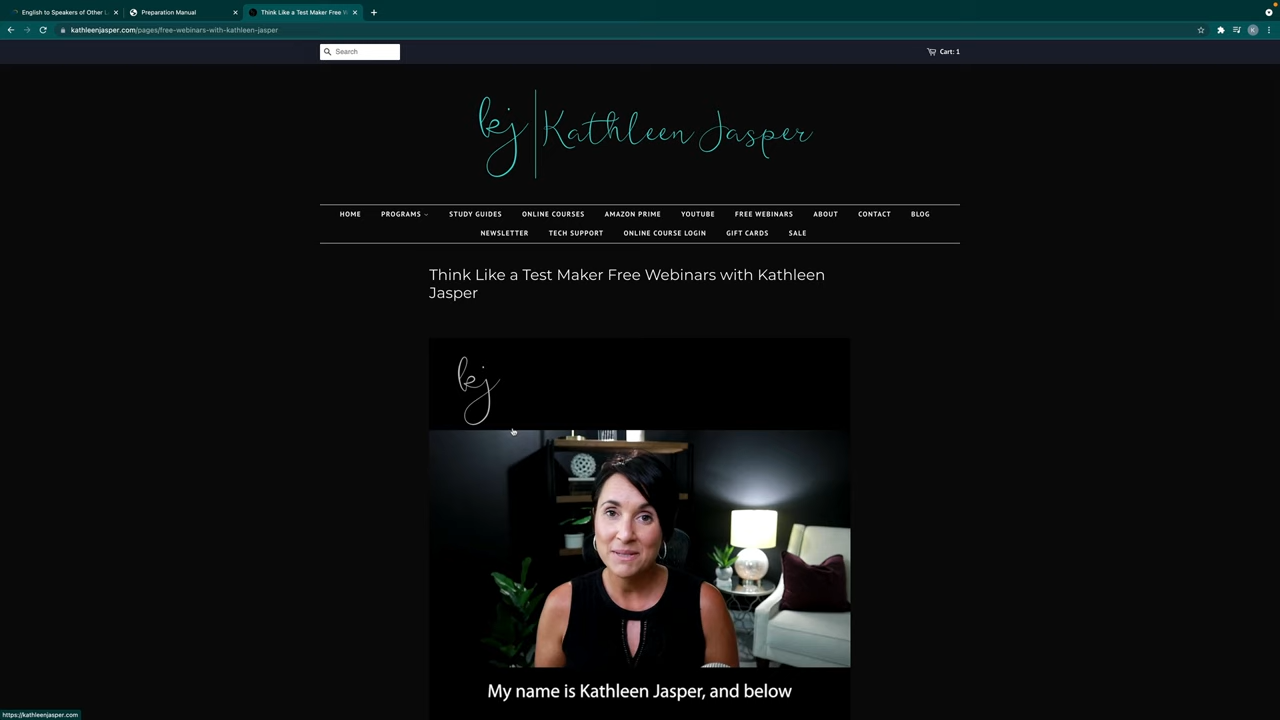 English to Speakers of Other L
Preparation Manual
Think Like a Test Maker Free W
kathleenjasper.com/pages/free-webinars-with-kathleen-jasper
K
Search
Cart: 1
kj Kathleen Jasper
HOME PROGRAMS STUDY GUIDES ONLINE COURSES AMAZON PRIME YOUTUBE FREE WEBINARS ABOUT CONTACT BLOG
NEWSLETTER TECH SUPPORT ONLINE COURSE LOGIN GIFT CARDS SALE
Think Like a Test Maker Free Webinars with Kathleen
Jasper
kj
My name is Kathleen Jasper, and below
https://kathleenjasper.com